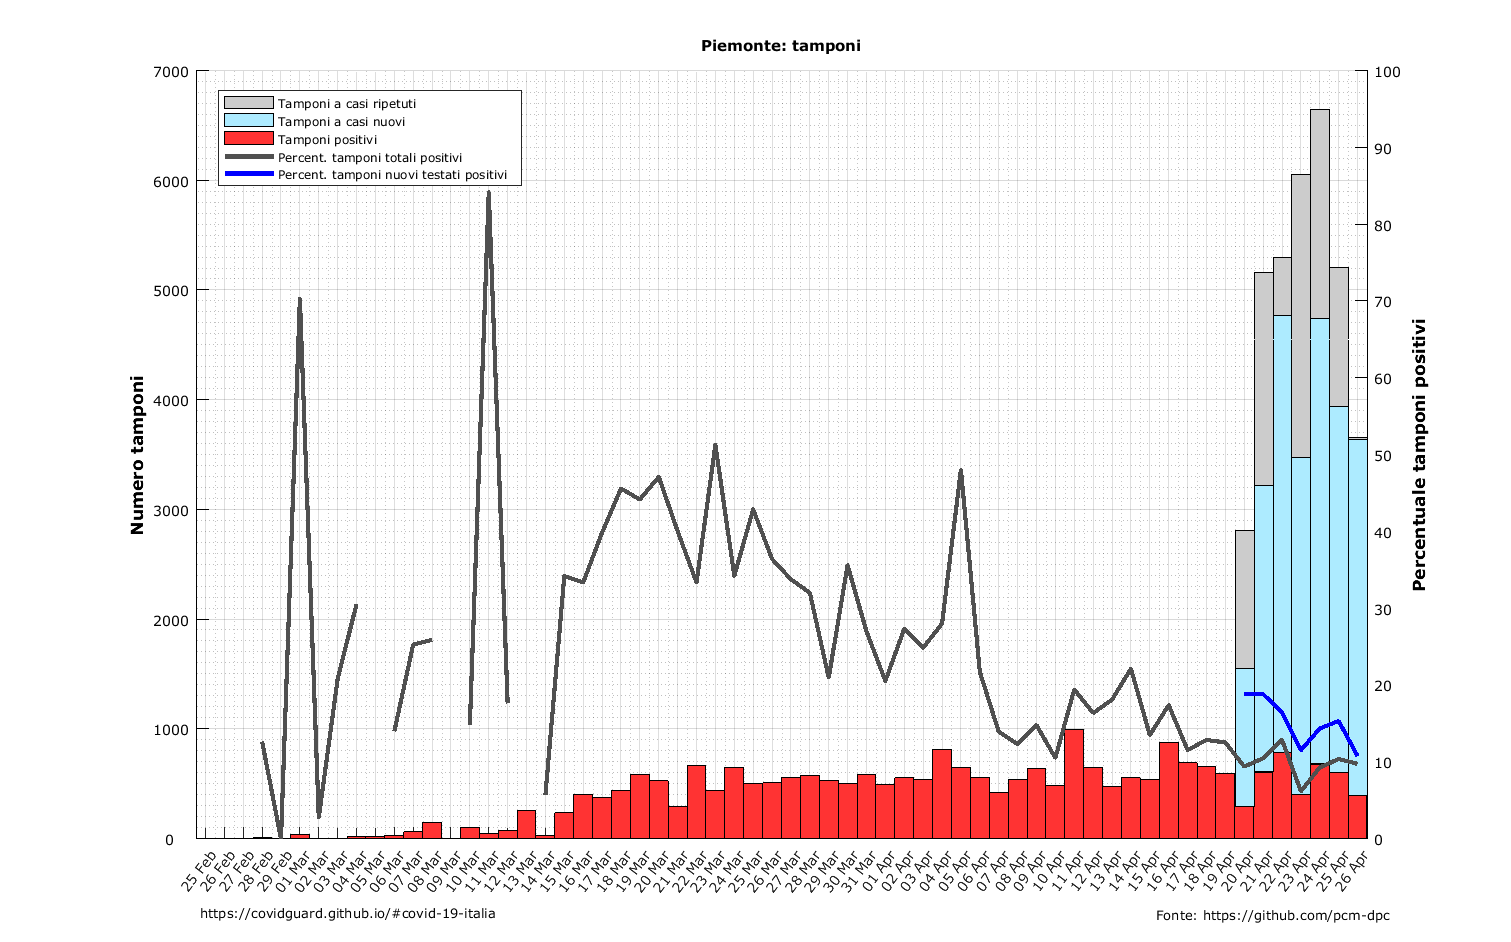 Piemonte: tamponi
Tamponi a casi ripetuti
Tamponi a casi nuovi
Tamponi positivi
Percent. tamponi totali positivi
Percent. tamponi nuovi testati positivi
Numero tamponi
7000
6000
5000
4000
3000
2000
1000
0
Percentuale tamponi positivi
100
90
80
70
60
50
40
30
20
10
0
25 Feb
26 Feb
27 Feb
28 Feb
29 Feb
01 Mar
02 Mar
03 Mar
04 Mar
05 Mar
06 Mar
07 Mar
08 Mar
09 Mar
10 Mar
11 Mar
12 Mar
13 Mar
14 Mar
15 Mar
16 Mar
17 Mar
18 Mar
19 Mar
20 Mar
21 Mar
22 Mar
23 Mar
24 Mar
25 Mar
26 Mar
27 Mar
28 Mar
29 Mar
30 Mar
31 Mar
01 Apr
02 Apr
03 Apr
04 Apr
05 Apr
06 Apr
07 Apr
08 Apr
09 Apr
10 Apr
11 Apr
12 Apr
13 Apr
14 Apr
15 Apr
16 Apr
17 Apr
18 Apr
19 Apr
20 Apr
21 Apr
22 Apr
23 Apr
24 Apr
25 Apr
26 Apr
https://covidguard.github.io/#covid-19-italia
Fonte: https://github.com/pcm-dpc